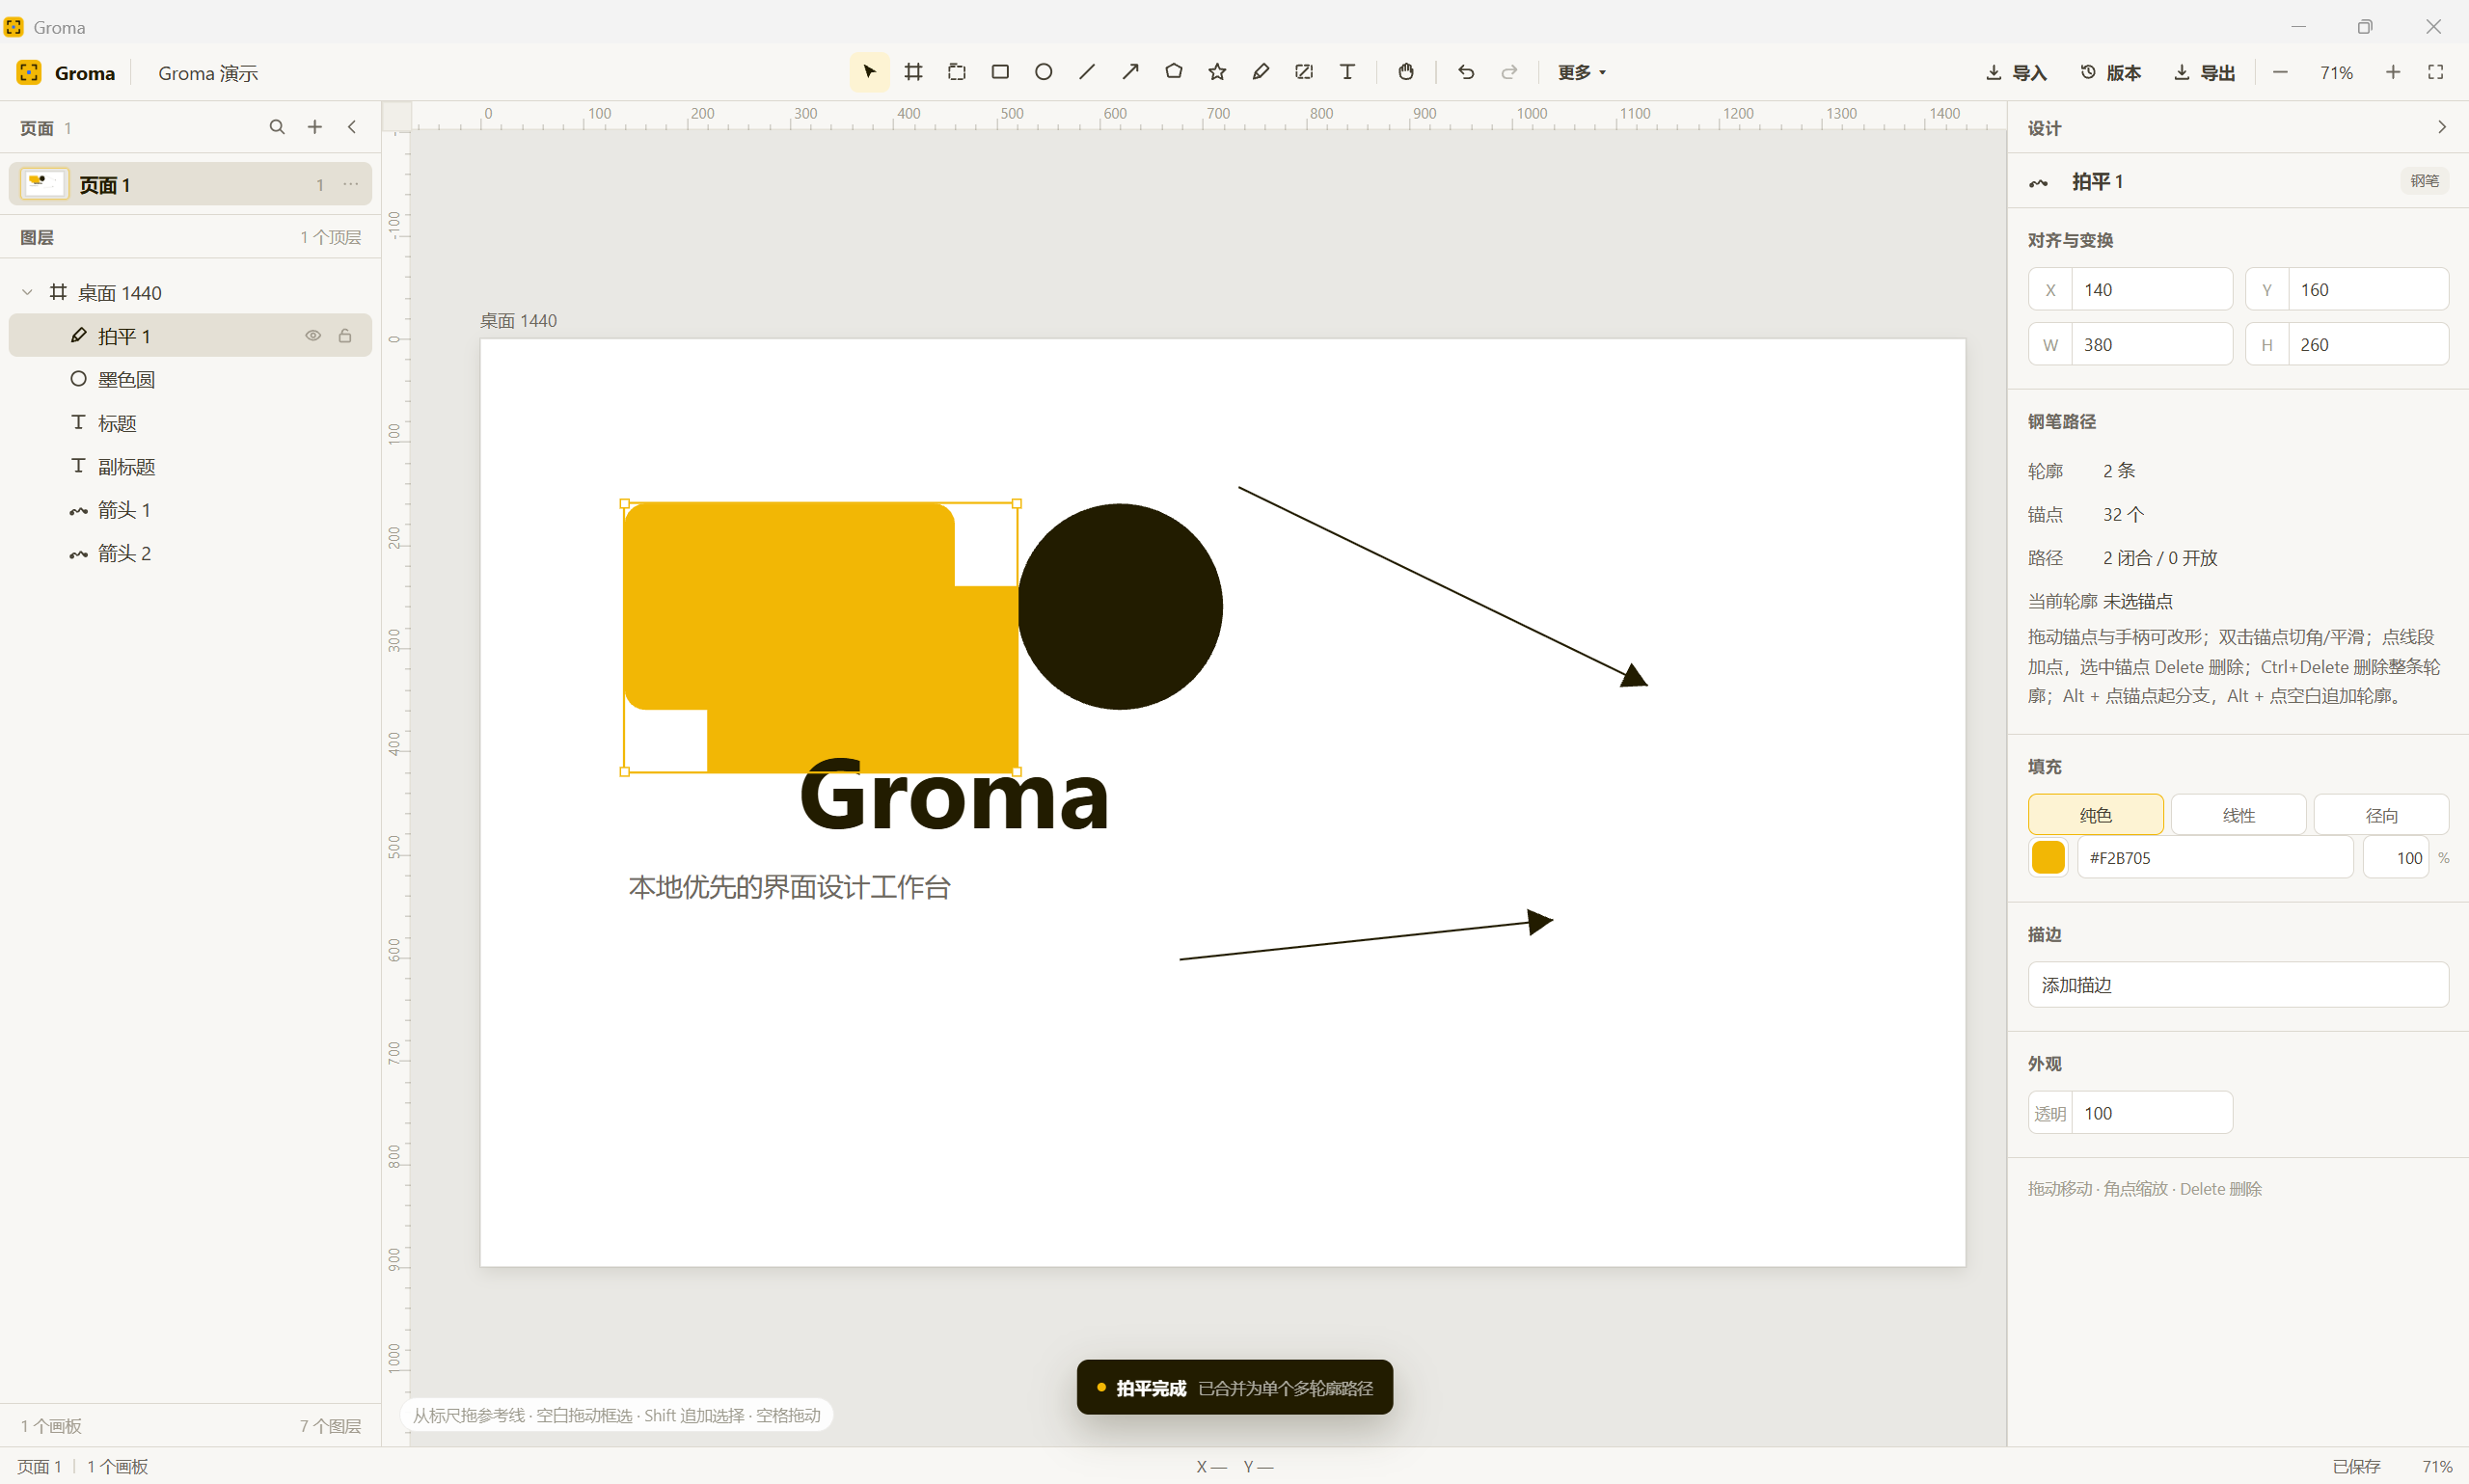 Groma
Groma
Groma 演示
更多
导入
版本
导出
71%
页面 1
页面 1
1
图层
1 个顶层
桌面 1440
拍平 1
墨色圆
标题
副标题
箭头 1
箭头 2
1 个画板
7 个图层
0 100 200 300 400 500 600 700 800 900 1000 1100 1200 1300 1400
-100
0
100
200
300
400
500
600
700
800
900
1000
桌面 1440
Groma
本地优先的界面设计工作台
从标尺拖参考线 · 空白拖动框选 · Shift 追加选择 · 空格拖动
拍平完成 已合并为单个多轮廓路径
设计
拍平 1
钢笔
对齐与变换
X 140
Y 160
W 380
H 260
钢笔路径
轮廓 2 条
锚点 32 个
路径 2 闭合 / 0 开放
当前轮廓 未选锚点
拖动锚点与手柄可改形；双击锚点切角/平滑；点线段
加点，选中锚点 Delete 删除；Ctrl+Delete 删除整条轮
廓；Alt + 点锚点起分支，Alt + 点空白追加轮廓。
填充
纯色
线性
径向
#F2B705
100 %
描边
添加描边
外观
透明 100
拖动移动 · 角点缩放 · Delete 删除
页面 1
1 个画板
X — Y —
已保存
71%